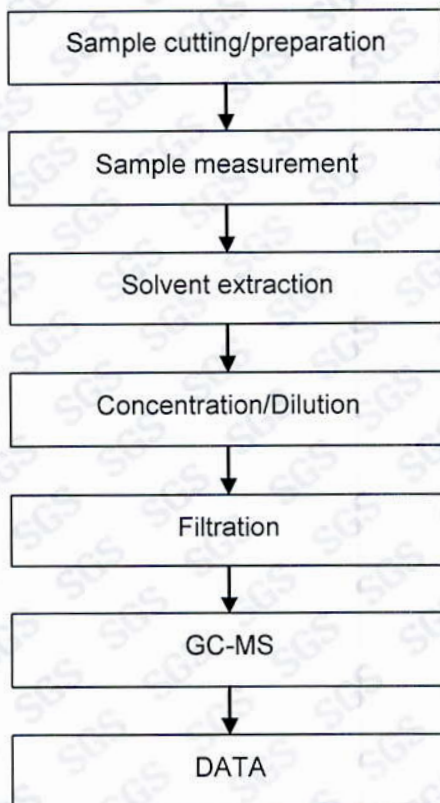 Sample cutting/preparation
Sample measurement
Solvent extraction
Concentration/Dilution
Filtration
GC-MS
DATA